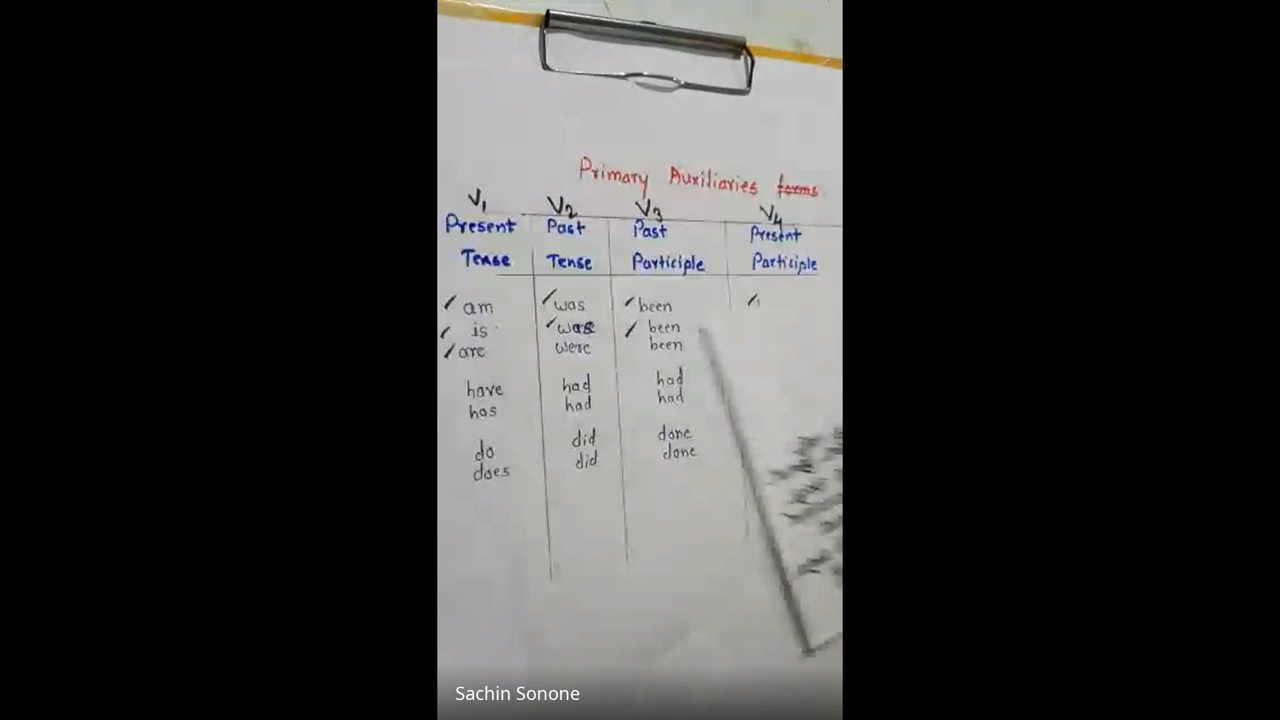 Primary Auxiliaries forms.
V1 V2 V3 V4
Present Past Past Present
Tense Tense Participle Participle
am was been
is was been
are were been
have had had
has had had
do did done
does did done
Sachin Sonone